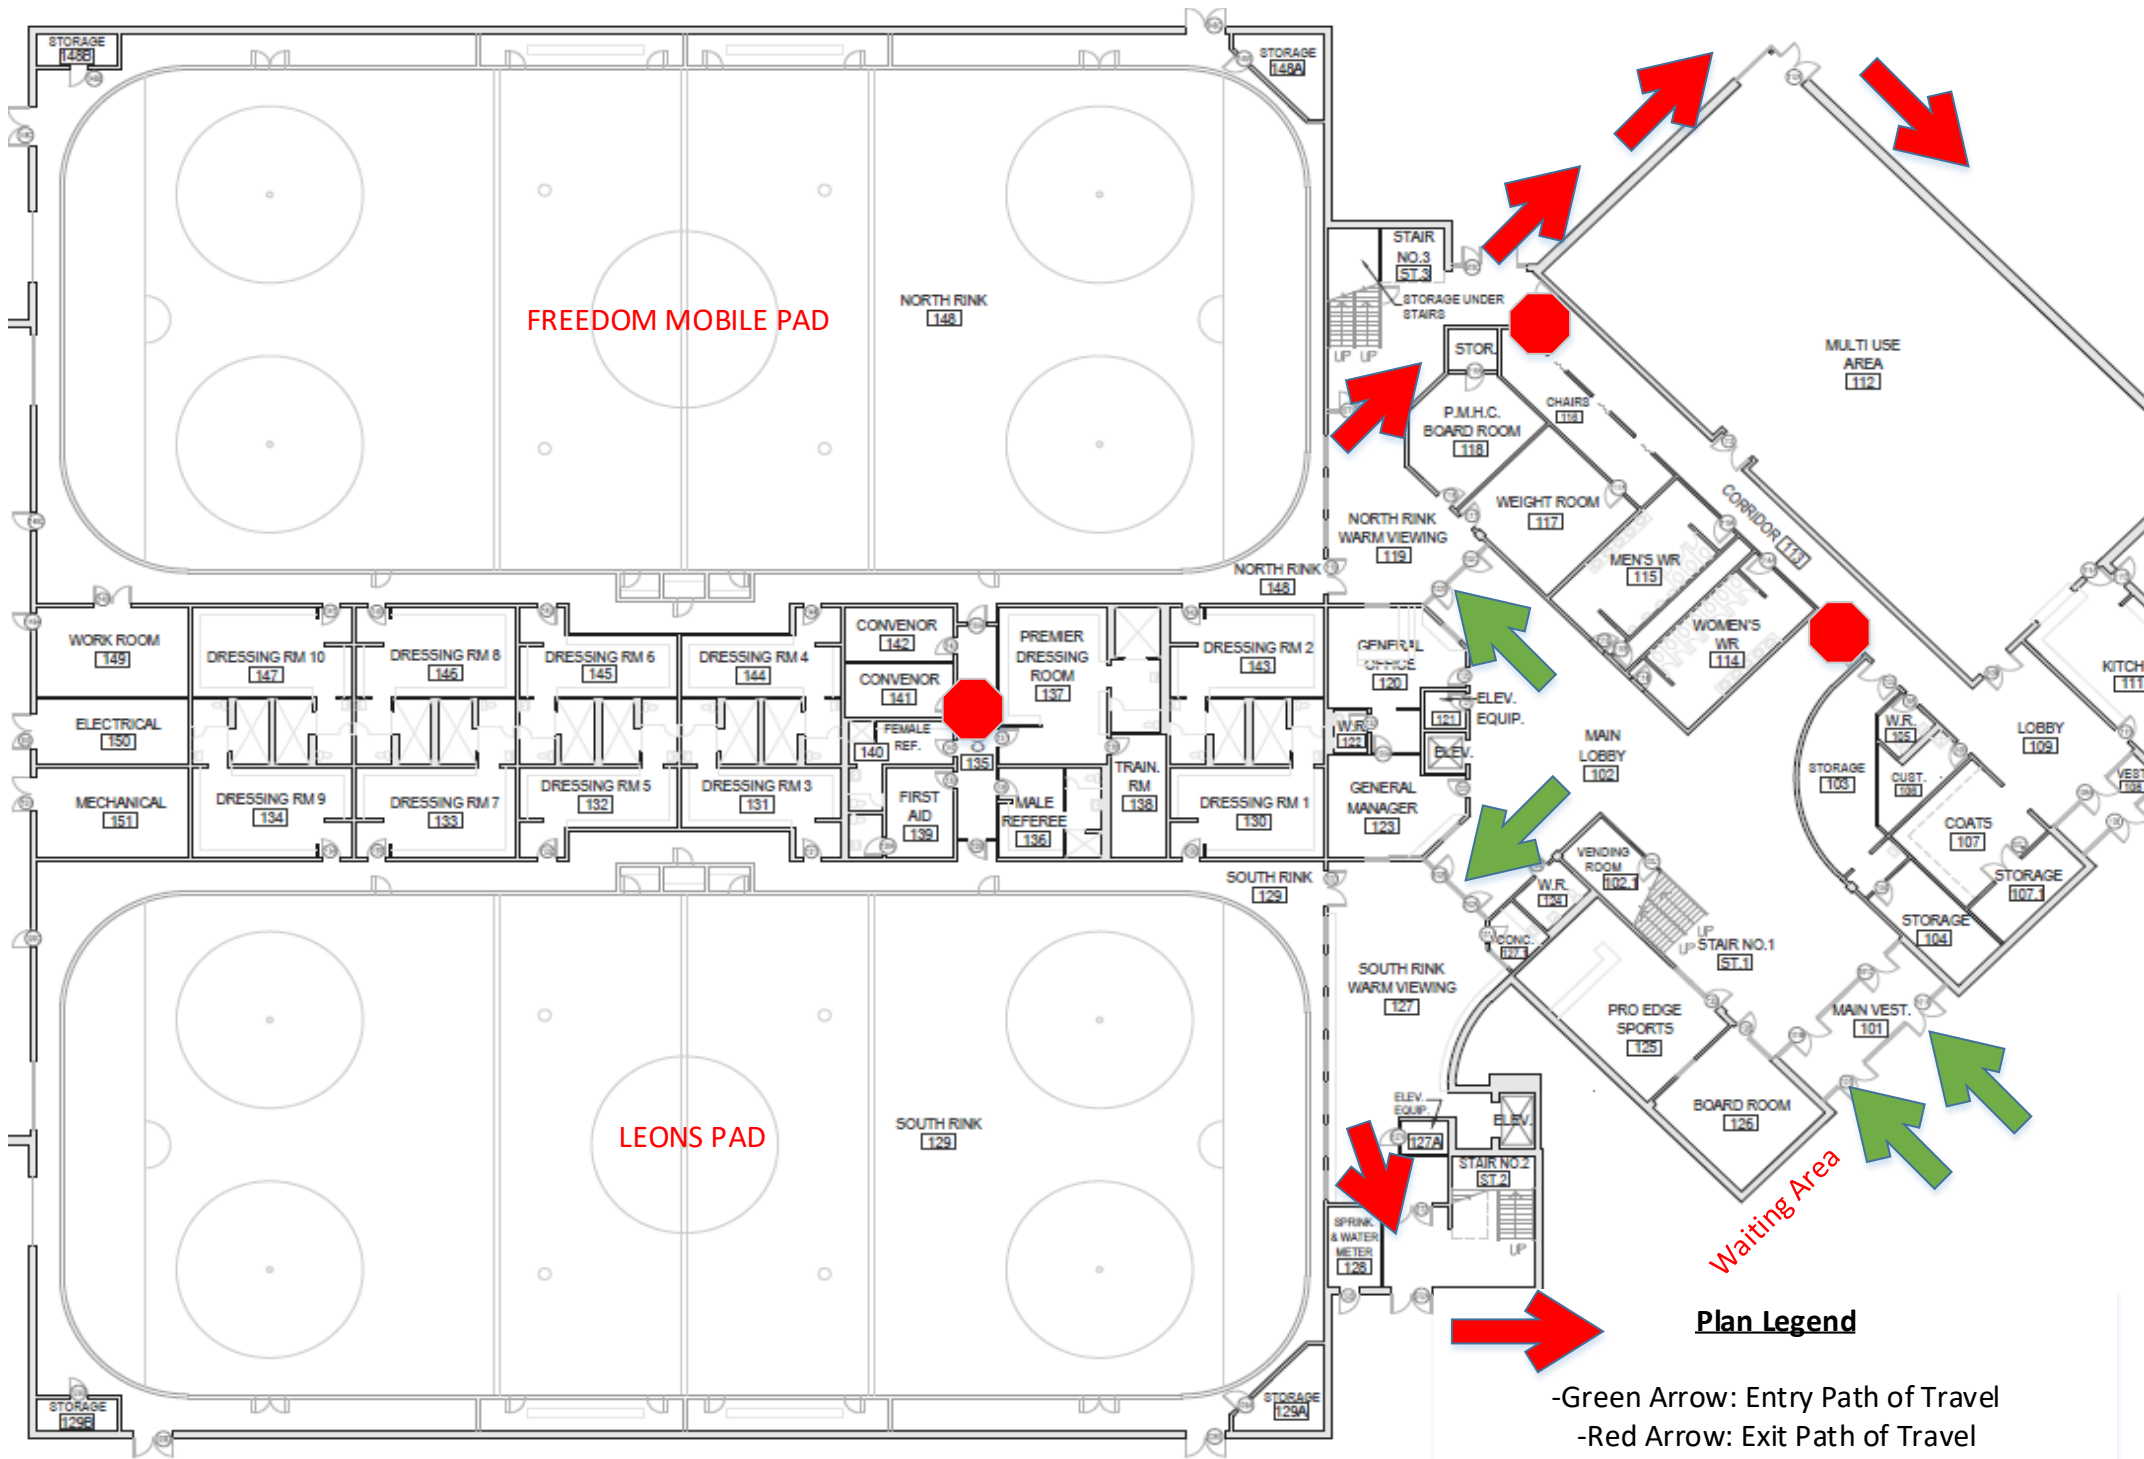 STORAGE
148B
STORAGE
148A
FREEDOM MOBILE PAD
NORTH RINK
148
STAIR
NO.3
ST.3
STORAGE UNDER
STAIRS
UP UP
STOR.
CHAIRS
116
P.M.H.C.
BOARD ROOM
118
MULTI USE
AREA
112
WEIGHT ROOM
117
NORTH RINK
WARM VIEWING
119
CORRIDOR 113
MEN'S WR
115
NORTH RINK
148
WORK ROOM
149
DRESSING RM 10
147
DRESSING RM 8
146
DRESSING RM 6
145
DRESSING RM 4
144
CONVENOR
142
CONVENOR
141
PREMIER
DRESSING
ROOM
137
DRESSING RM 2
143
GENERAL
OFFICE
120
WOMEN'S
WR
114
KITCH
111
ELEV.
EQUIP.
121
ELECTRICAL
150
FEMALE
REF.
140
135
W.R.
122
ELEV.
MAIN
LOBBY
102
W.R.
105
LOBBY
109
STORAGE
103
CUST.
106
VEST
108
MECHANICAL
151
DRESSING RM 9
134
DRESSING RM 7
133
DRESSING RM 5
132
DRESSING RM 3
131
FIRST
AID
139
MALE
REFEREE
136
TRAIN.
RM
138
DRESSING RM 1
130
GENERAL
MANAGER
123
COATS
107
VENDING
ROOM
102.1
W.R.
124
STORAGE
107.1
SOUTH RINK
129
CONC.
127.1
UP
UP
STAIR NO.1
ST.1
STORAGE
104
SOUTH RINK
WARM VIEWING
127
PRO EDGE
SPORTS
125
MAIN VEST.
101
LEONS PAD
SOUTH RINK
129
ELEV.
EQUIP.
127A
ELEV.
BOARD ROOM
126
STAIR NO.2
ST.2
UP
Waiting Area
SPRINK.
& WATER
METER
128
STORAGE
129B
STORAGE
129A
Plan Legend
-Green Arrow: Entry Path of Travel
-Red Arrow: Exit Path of Travel